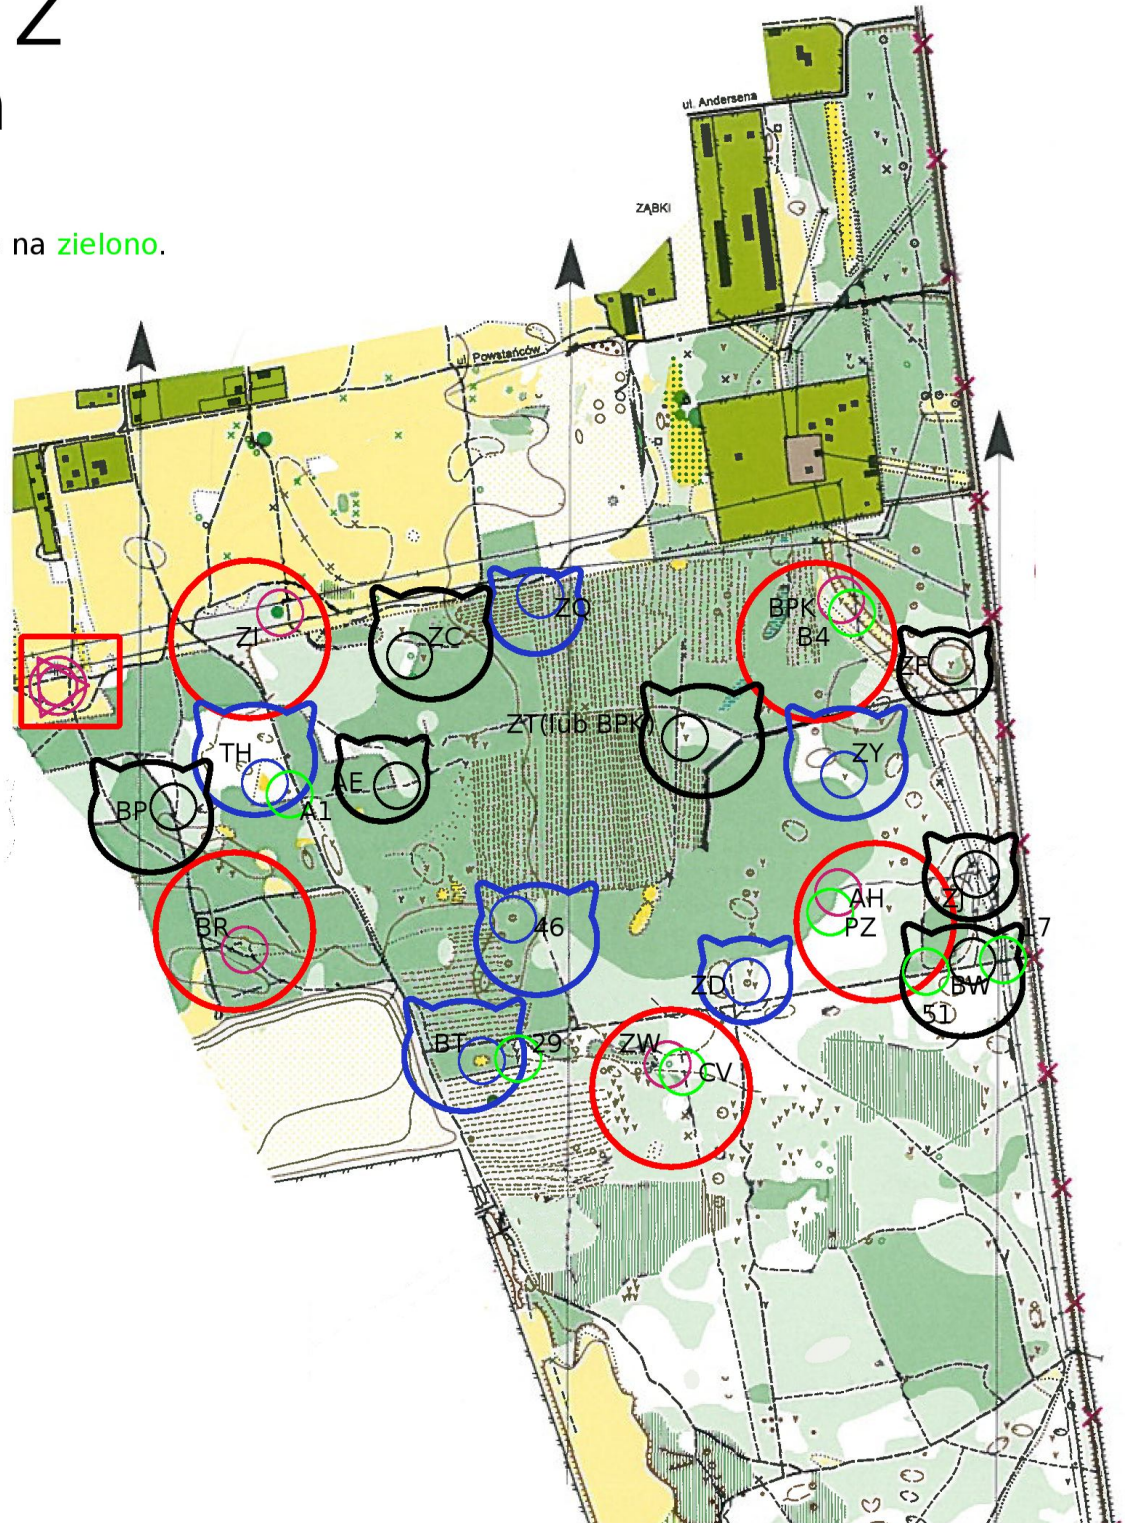 Z
na zielono.
ul. Andersena
ZĄBKI
ul. Powstańców
ZI
ZC
ZO
BPK
B4
ZF
ZT(lub BPK)
TH
AE
ZY
BP
A1
BR
46
AH
PZ
ZJ
17
ZD
BW
51
BT
29
ZW
CV